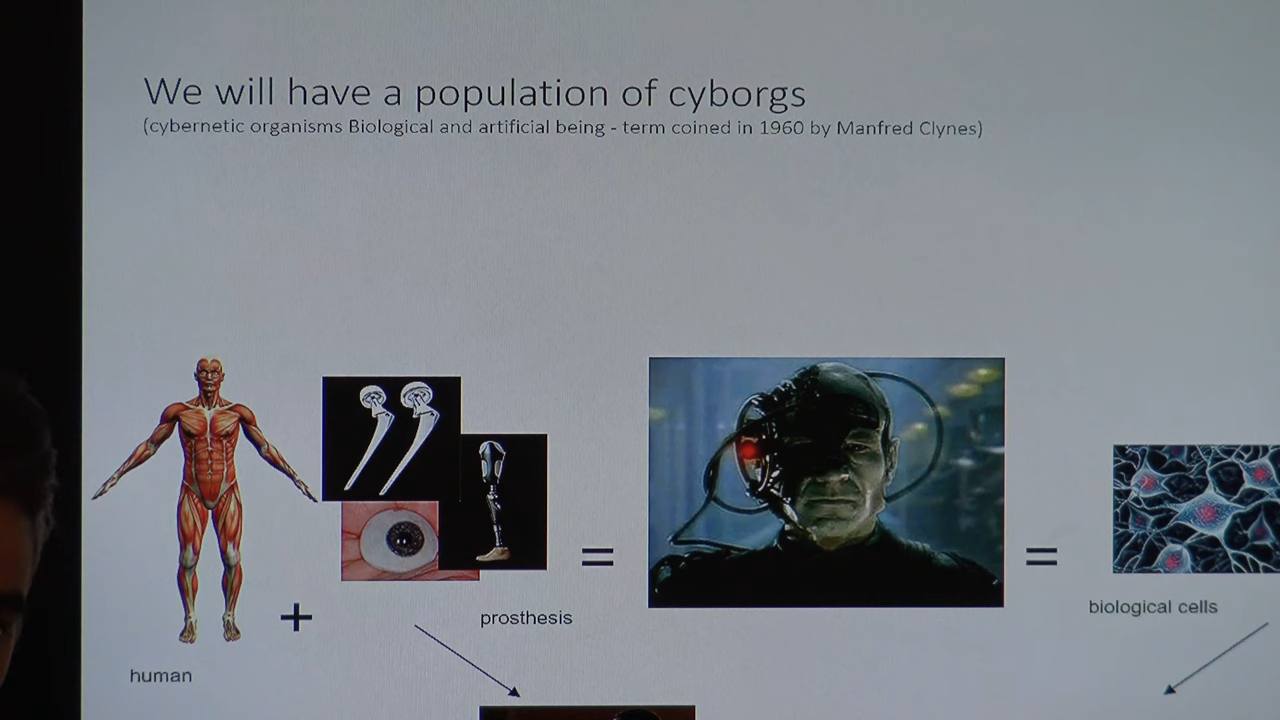 We will have a population of cyborgs
(cybernetic organisms Biological and artificial being - term coined in 1960 by Manfred Clynes)
+
=
=
prosthesis
biological cells
human